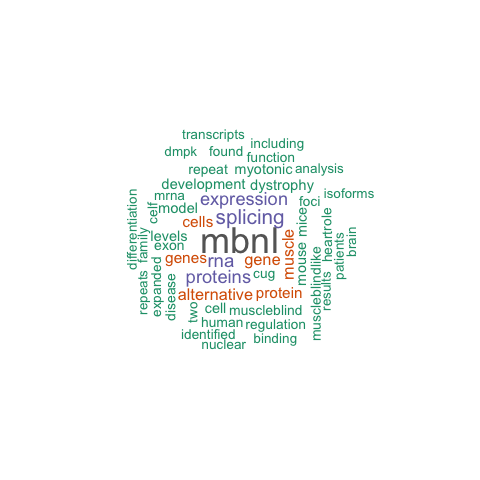 transcripts
including
dmpk
found
function
repeat
myotonic
analysis
development
dystrophy
isoforms
mrna
expression
foci
differentiation
celf
model
cells
splicing
mice
heart
role
family
levels
mbnl
muscle
brain
exon
genes
rna
gene
mouse
patients
muscleblindlike
repeats
expanded
disease
proteins
cug
results
alternative
protein
two
cell
muscleblind
human
regulation
identified
binding
nuclear